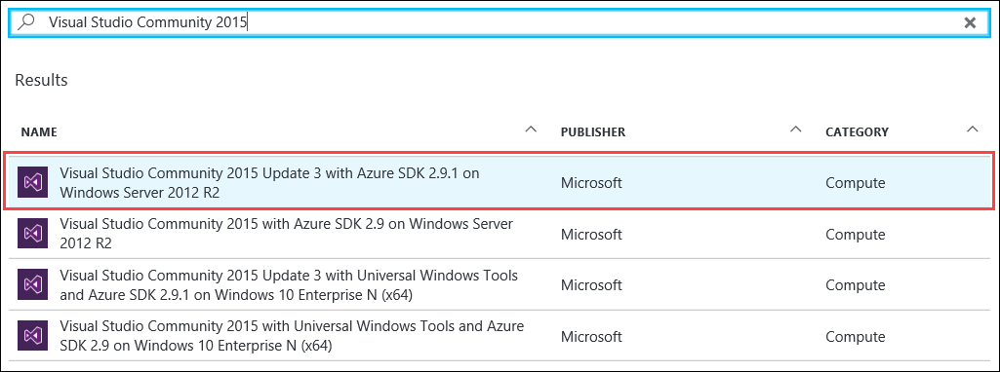 Visual Studio Community 2015
Results
NAME PUBLISHER CATEGORY
Visual Studio Community 2015 Update 3 with Azure SDK 2.9.1 on
Windows Server 2012 R2
Microsoft Compute
Visual Studio Community 2015 with Azure SDK 2.9 on Windows Server
2012 R2
Microsoft Compute
Visual Studio Community 2015 Update 3 with Universal Windows Tools
and Azure SDK 2.9.1 on Windows 10 Enterprise N (x64)
Microsoft Compute
Visual Studio Community 2015 with Universal Windows Tools and Azure
SDK 2.9 on Windows 10 Enterprise N (x64)
Microsoft Compute